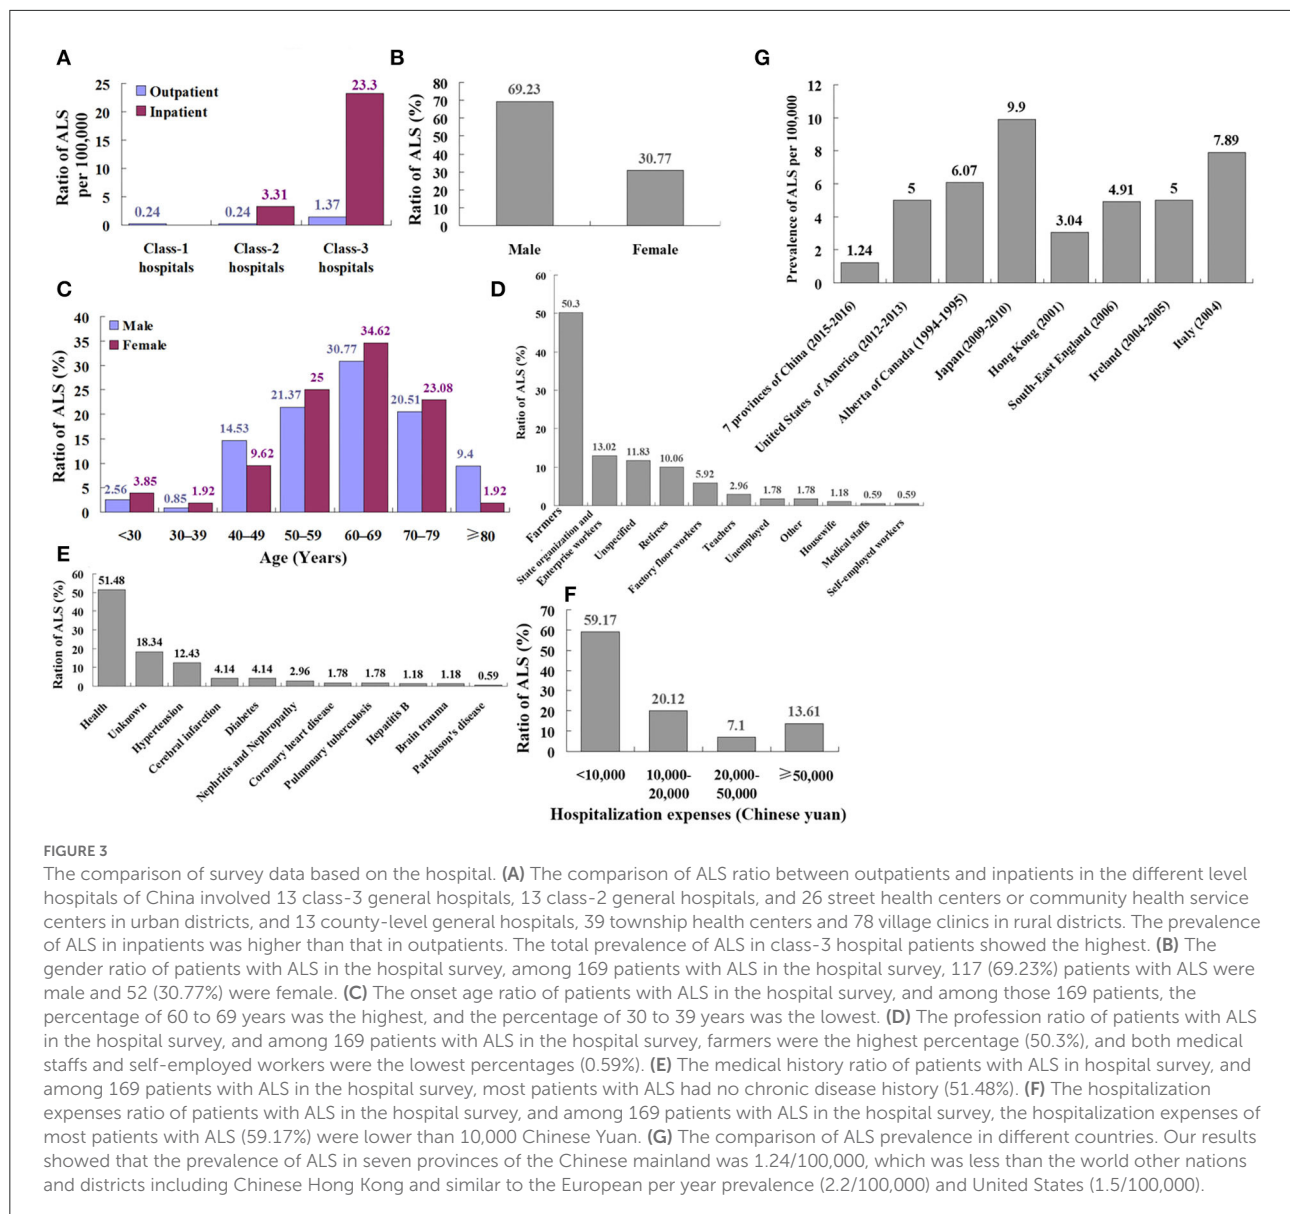 A
Ratio of ALS
per 100,000
25
20
15
10
5
0
Outpatient
Inpatient
0.24
0.24
3.31
1.37
23.3
Class-1
hospitals
Class-2
hospitals
Class-3
hospitals
B
Ratio of ALS (%)
80
70
60
50
40
30
20
10
0
69.23
30.77
Male
Female
G
Prevalence of ALS per 100,000
12
10
8
6
4
2
0
1.24
5
6.07
9.9
3.04
4.91
5
7.89
7 provinces of China (2015-2016)
United States of America (2012-2013)
Alberta of Canada (1994-1995)
Japan (2009-2010)
Hong Kong (2001)
South-East England (2006)
Ireland (2004-2005)
Italy (2004)
C
Ratio of ALS (%)
40
35
30
25
20
15
10
5
0
Male
Female
2.56
3.85
0.85
1.92
14.53
9.62
21.37
25
30.77
34.62
20.51
23.08
9.4
1.92
<30
30–39
40–49
50–59
60–69
70–79
≥80
Age (Years)
D
Ratio of ALS (%)
60
50
40
30
20
10
0
50.3
13.02
11.83
10.06
5.92
2.96
1.78
1.78
1.18
0.59
0.59
Farmers
State organization and
Enterprise workers
Unspecified
Retirees
Factory floor workers
Teachers
Unemployed
Other
Housewife
Medical staffs
Self-employed workers
E
Ration of ALS (%)
60
50
40
30
20
10
0
51.48
18.34
12.43
4.14
4.14
2.96
1.78
1.78
1.18
1.18
0.59
Health
Unknown
Hypertension
Cerebral infarction
Diabetes
Nephritis and Nephropathy
Coronary heart disease
Pulmonary tuberculosis
Hepatitis B
Brain trauma
Parkinson's disease
F
Ratio of ALS (%)
70
60
50
40
30
20
10
0
59.17
20.12
7.1
13.61
<10,000
10,000-
20,000
20,000-
50,000
≥50,000
Hospitalization expenses (Chinese yuan)
FIGURE 3
The comparison of survey data based on the hospital. (A) The comparison of ALS ratio between outpatients and inpatients in the different level
hospitals of China involved 13 class-3 general hospitals, 13 class-2 general hospitals, and 26 street health centers or community health service
centers in urban districts, and 13 county-level general hospitals, 39 township health centers and 78 village clinics in rural districts. The prevalence
of ALS in inpatients was higher than that in outpatients. The total prevalence of ALS in class-3 hospital patients showed the highest. (B) The
gender ratio of patients with ALS in the hospital survey, among 169 patients with ALS in the hospital survey, 117 (69.23%) patients with ALS were
male and 52 (30.77%) were female. (C) The onset age ratio of patients with ALS in the hospital survey, and among those 169 patients, the
percentage of 60 to 69 years was the highest, and the percentage of 30 to 39 years was the lowest. (D) The profession ratio of patients with ALS
in the hospital survey, and among 169 patients with ALS in the hospital survey, farmers were the highest percentage (50.3%), and both medical
staffs and self-employed workers were the lowest percentages (0.59%). (E) The medical history ratio of patients with ALS in hospital survey, and
among 169 patients with ALS in the hospital survey, most patients with ALS had no chronic disease history (51.48%). (F) The hospitalization
expenses ratio of patients with ALS in the hospital survey, and among 169 patients with ALS in the hospital survey, the hospitalization expenses of
most patients with ALS (59.17%) were lower than 10,000 Chinese Yuan. (G) The comparison of ALS prevalence in different countries. Our results
showed that the prevalence of ALS in seven provinces of the Chinese mainland was 1.24/100,000, which was less than the world other nations
and districts including Chinese Hong Kong and similar to the European per year prevalence (2.2/100,000) and United States (1.5/100,000).